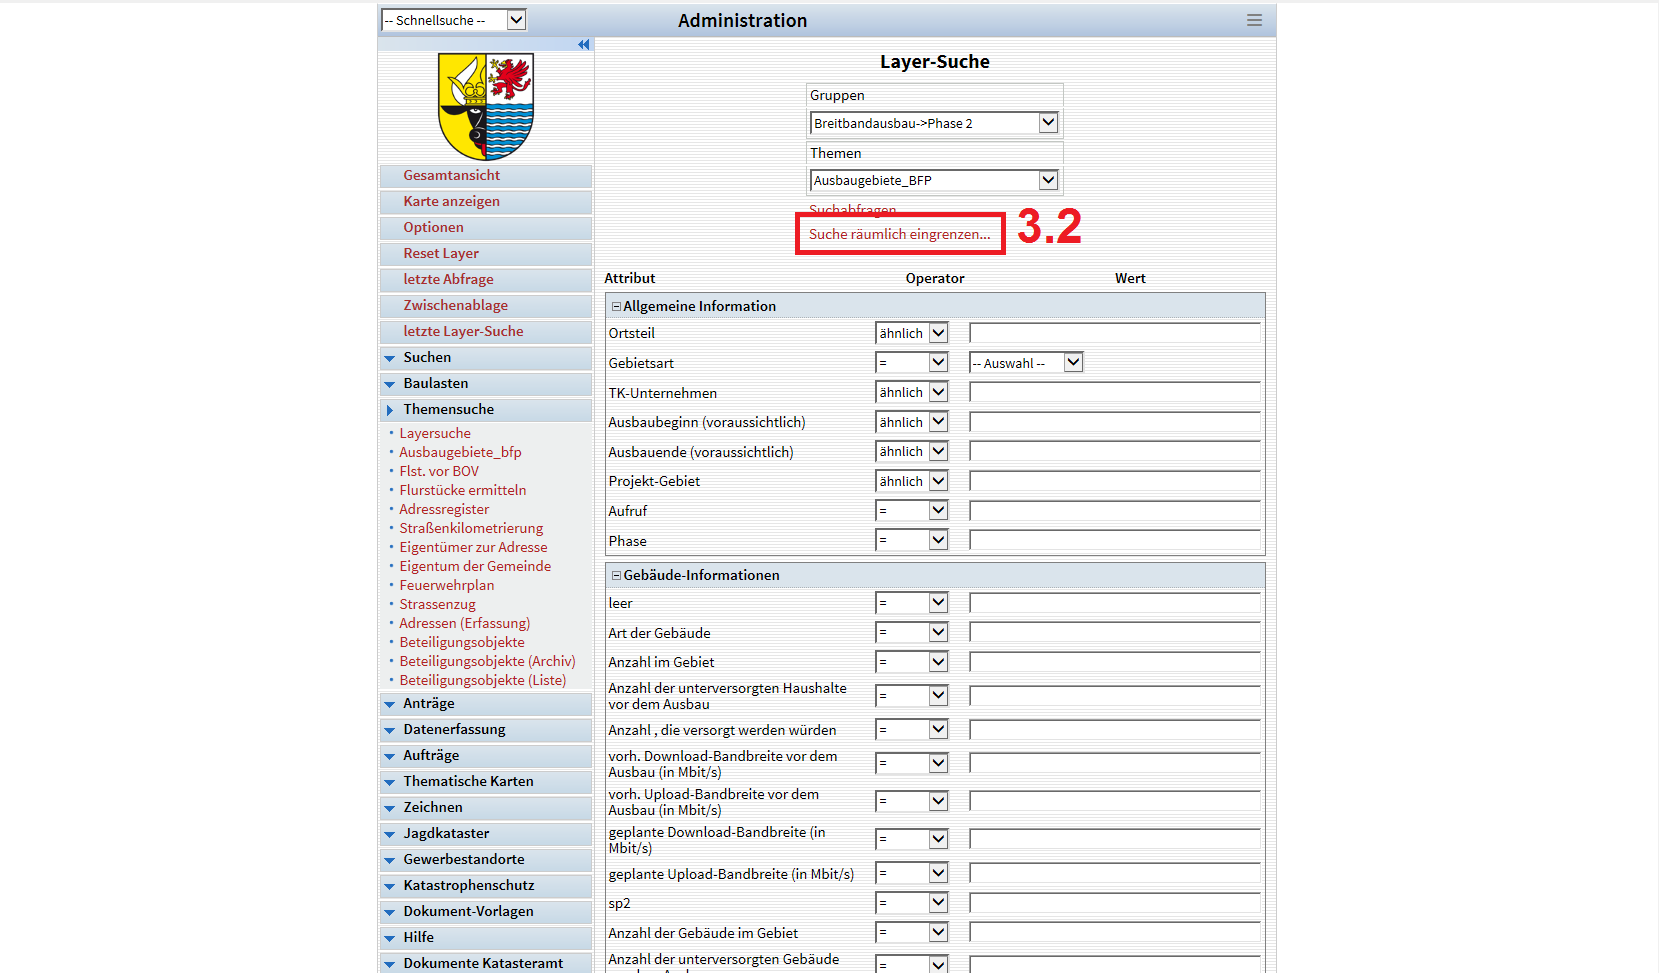 -- Schnellsuche --
Administration
Gesamtansicht
Karte anzeigen
Optionen
Reset Layer
letzte Abfrage
Zwischenablage
letzte Layer-Suche
Suchen
Baulasten
Themensuche
Layersuche
Ausbaugebiete_bfp
Flst. vor BOV
Flurstücke ermitteln
Adressregister
Straßenkilometrierung
Eigentümer zur Adresse
Eigentum der Gemeinde
Feuerwehrplan
Strassenzug
Adressen (Erfassung)
Beteiligungsobjekte
Beteiligungsobjekte (Archiv)
Beteiligungsobjekte (Liste)
Anträge
Datenerfassung
Aufträge
Thematische Karten
Zeichnen
Jagdkataster
Gewerbestandorte
Katastrophenschutz
Dokument-Vorlagen
Hilfe
Dokumente Katasteramt
Layer-Suche
Gruppen
Breitbandausbau->Phase 2
Themen
Ausbaugebiete_BFP
Suchabfragen
Suche räumlich eingrenzen... 3.2
Attribut Operator Wert
Allgemeine Information
Ortsteil ähnlich
Gebietsart = -- Auswahl --
TK-Unternehmen ähnlich
Ausbaubeginn (voraussichtlich) ähnlich
Ausbauende (voraussichtlich) ähnlich
Projekt-Gebiet ähnlich
Aufruf =
Phase =
Gebäude-Informationen
leer =
Art der Gebäude =
Anzahl im Gebiet =
Anzahl der unterversorgten Haushalte
vor dem Ausbau =
Anzahl , die versorgt werden würden =
vorh. Download-Bandbreite vor dem
Ausbau (in Mbit/s) =
vorh. Upload-Bandbreite vor dem
Ausbau (in Mbit/s) =
geplante Download-Bandbreite (in
Mbit/s) =
geplante Upload-Bandbreite (in Mbit/s) =
sp2 =
Anzahl der Gebäude im Gebiet =
Anzahl der unterversorgten Gebäude =